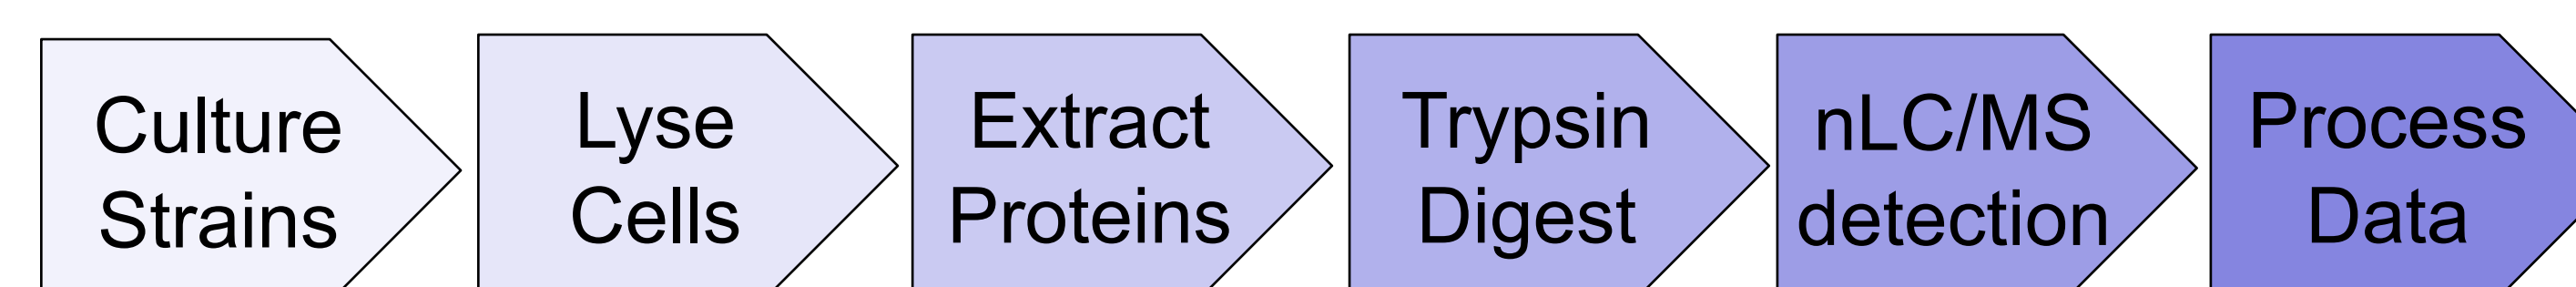 Culture
Strains
Lyse
Cells
Extract
Proteins
Trypsin
Digest
nLC/MS
detection
Process
Data